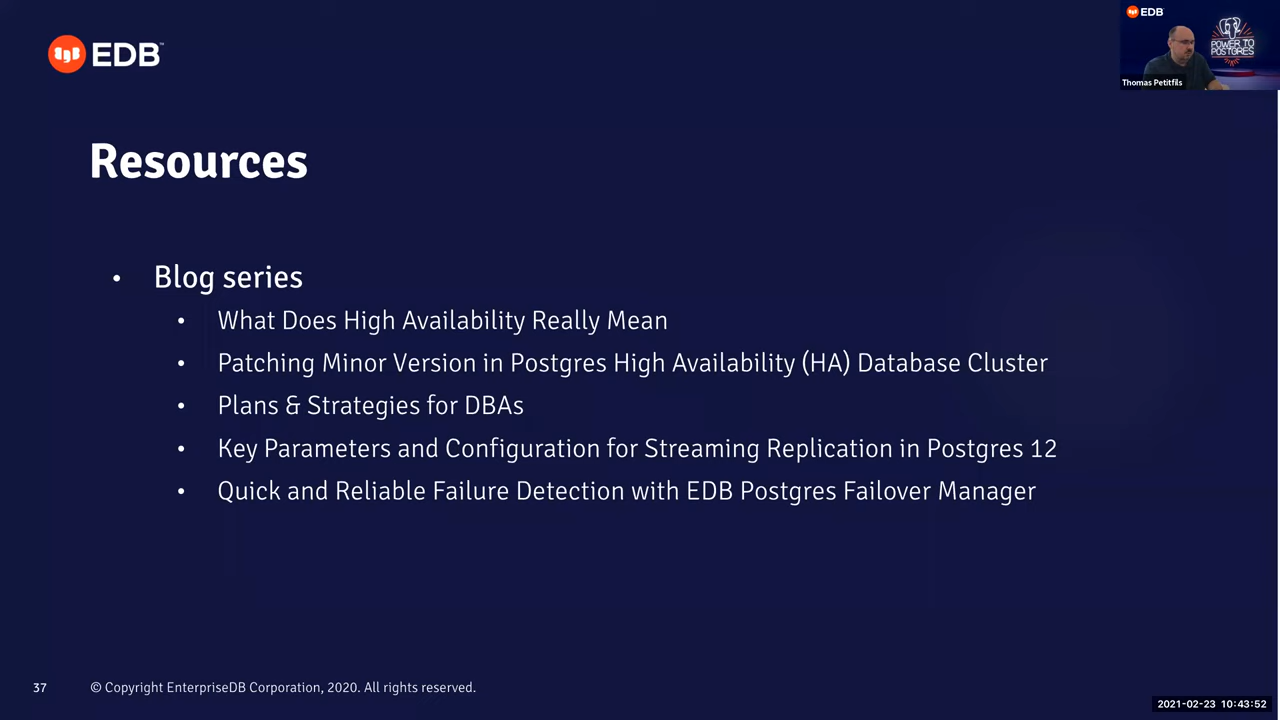 EDB™
EDB
POWER TO
POSTGRES
Thomas Petitfils
Resources
• Blog series
• What Does High Availability Really Mean
• Patching Minor Version in Postgres High Availability (HA) Database Cluster
• Plans & Strategies for DBAs
• Key Parameters and Configuration for Streaming Replication in Postgres 12
• Quick and Reliable Failure Detection with EDB Postgres Failover Manager
37 © Copyright EnterpriseDB Corporation, 2020. All rights reserved.
2021-02-23 10:43:52